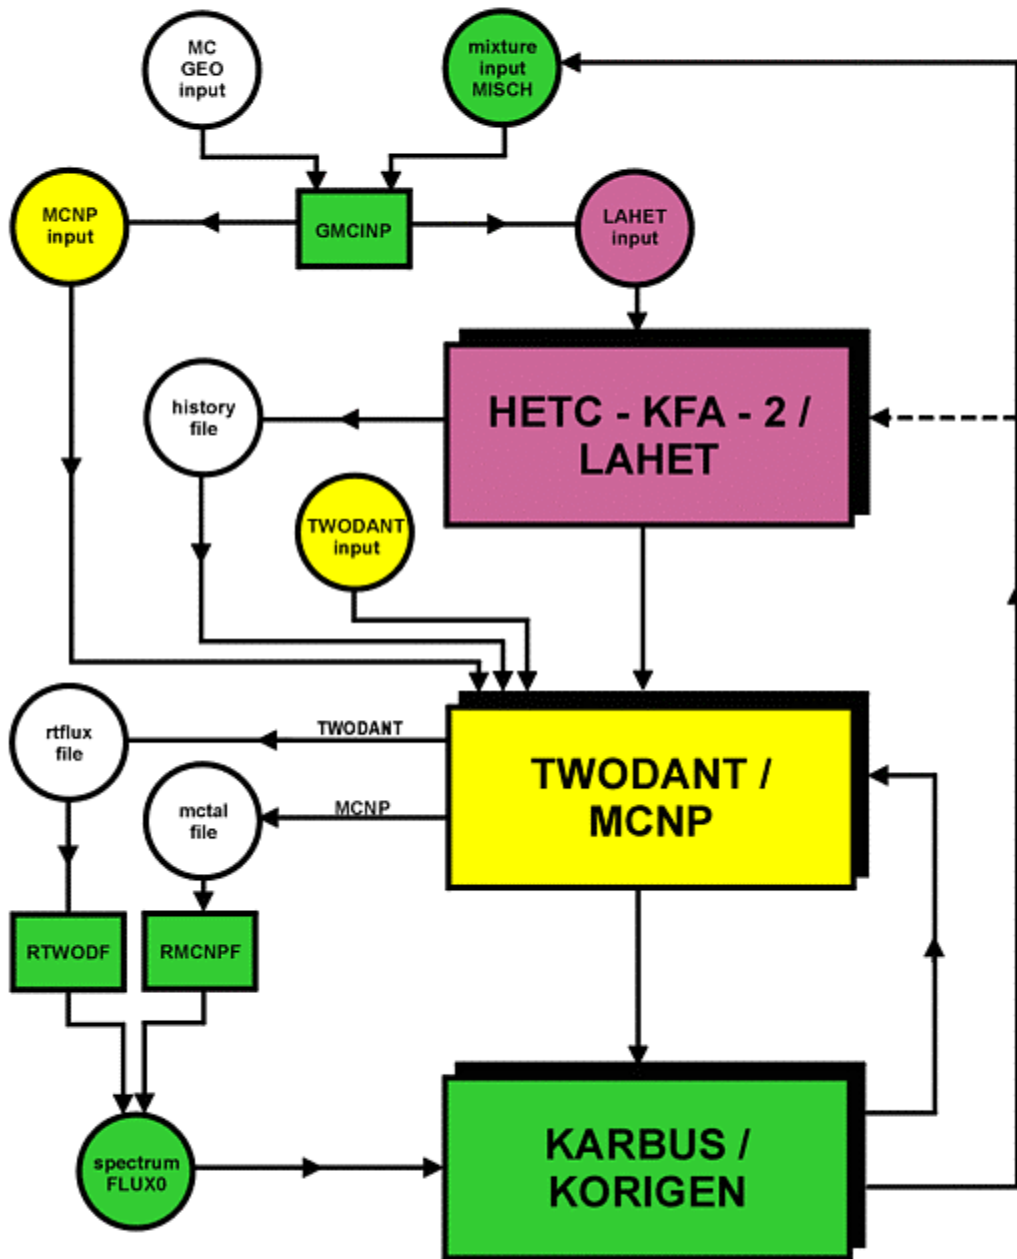 MC
GEO
input
mixture
input
MISCH
MCNP
input
GMCINP
LAHET
input
HETC - KFA - 2 /
LAHET
history
file
TWODANT
input
rtflux
file
TWODANT
TWODANT /
MCNP
mctal
file
MCNP
RTWODF
RMCNPF
spectrum
FLUX0
KARBUS /
KORIGEN